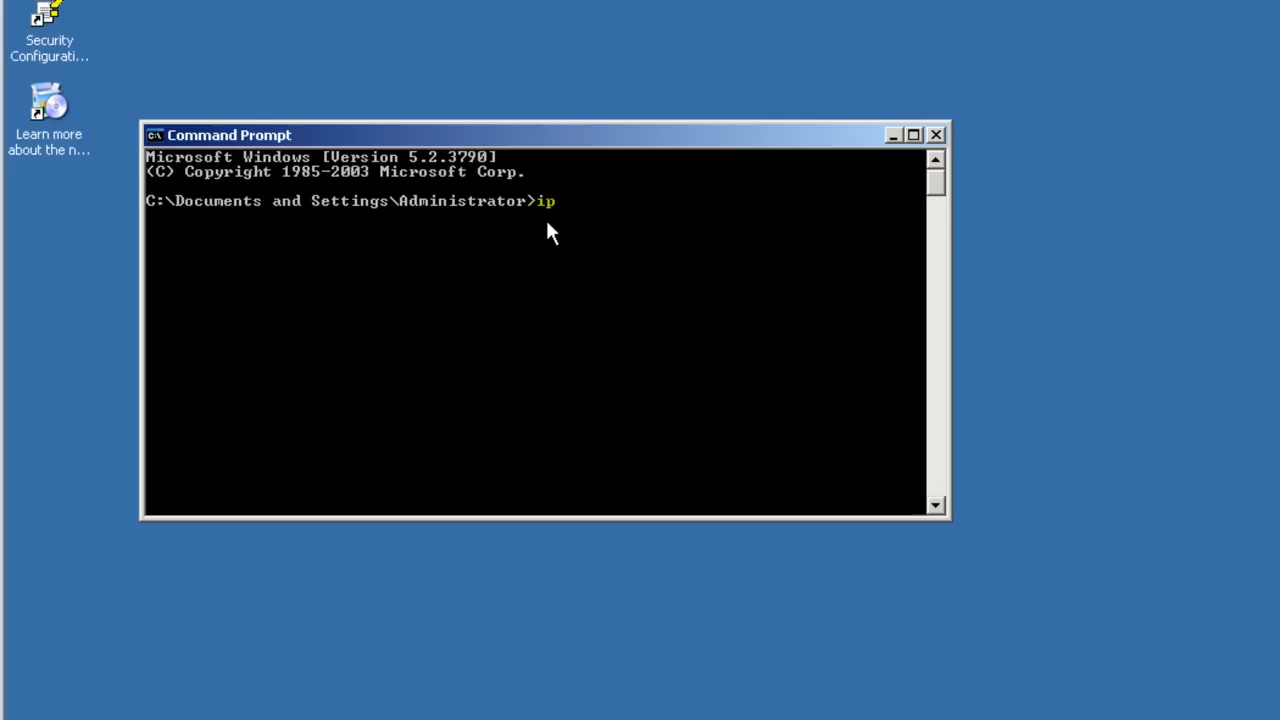 Security
Configurati...
Learn more
about the n...
Command Prompt
Microsoft Windows [Version 5.2.3790]
(C) Copyright 1985-2003 Microsoft Corp.
C:\Documents and Settings\Administrator>ip